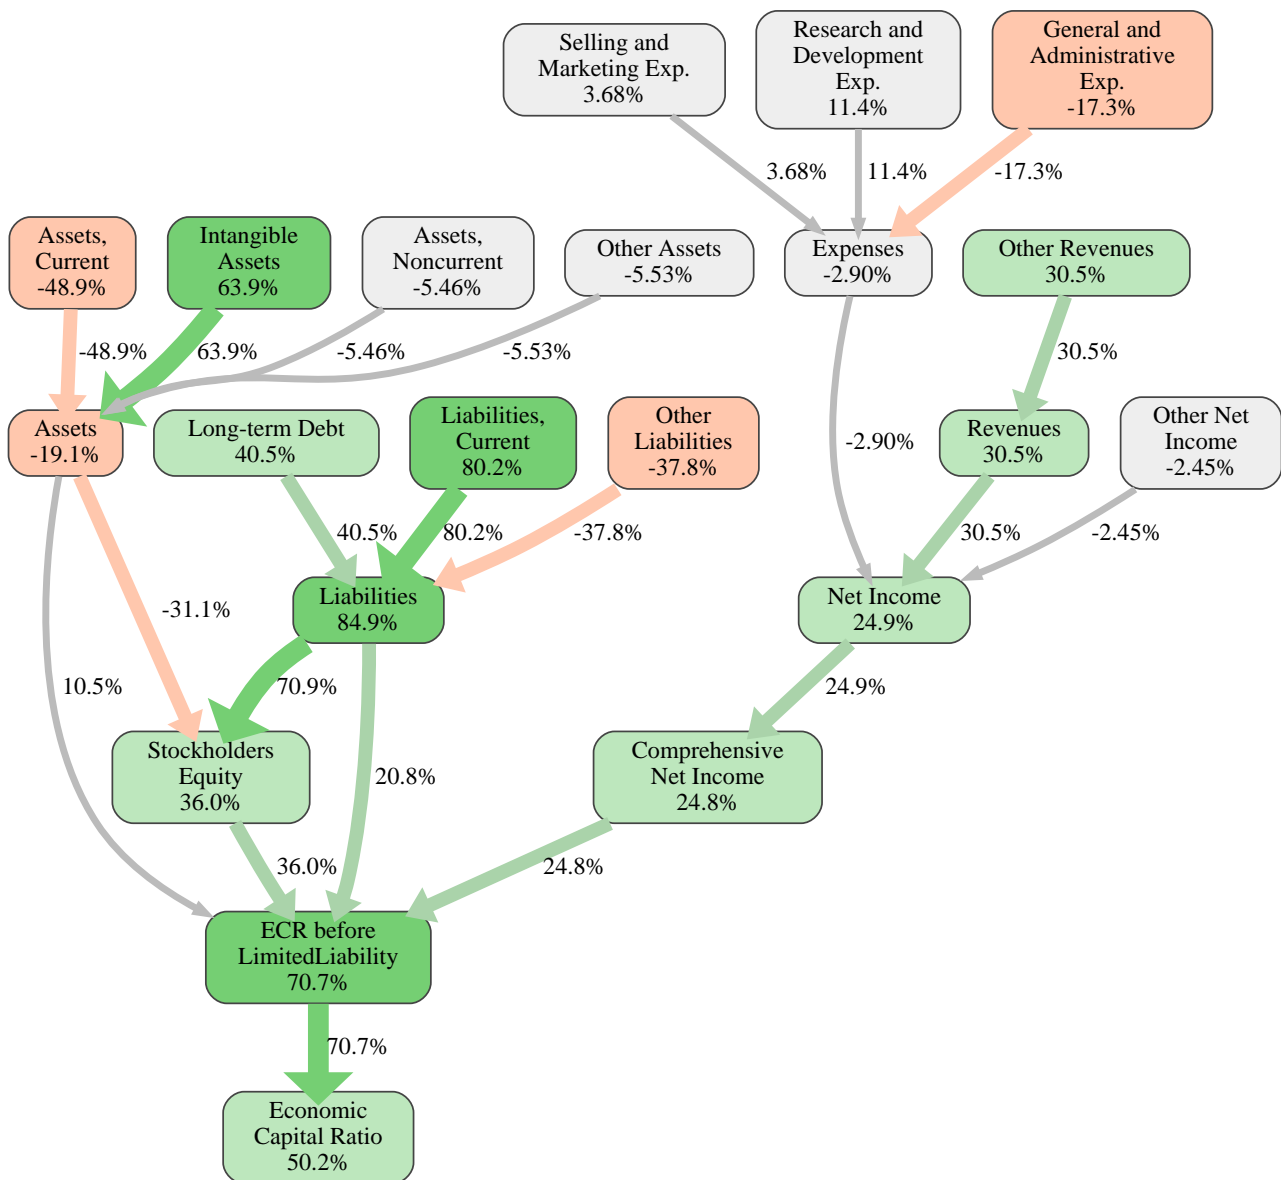 Selling and
Marketing Exp.
3.68%
Research and
Development
Exp.
11.4%
General and
Administrative
Exp.
-17.3%
3.68%
11.4%
-17.3%
Assets,
Current
-48.9%
Intangible
Assets
63.9%
Assets,
Noncurrent
-5.46%
Other Assets
-5.53%
Expenses
-2.90%
Other Revenues
30.5%
-48.9%
63.9%
-5.46%
-5.53%
30.5%
Assets
-19.1%
Long-term Debt
40.5%
Liabilities,
Current
80.2%
Other
Liabilities
-37.8%
-2.90%
Revenues
30.5%
Other Net
Income
-2.45%
40.5%
80.2%
-37.8%
30.5%
-2.45%
-31.1%
Liabilities
84.9%
Net Income
24.9%
10.5%
70.9%
24.9%
Stockholders
Equity
36.0%
20.8%
Comprehensive
Net Income
24.8%
36.0%
24.8%
ECR before
LimitedLiability
70.7%
70.7%
Economic
Capital Ratio
50.2%